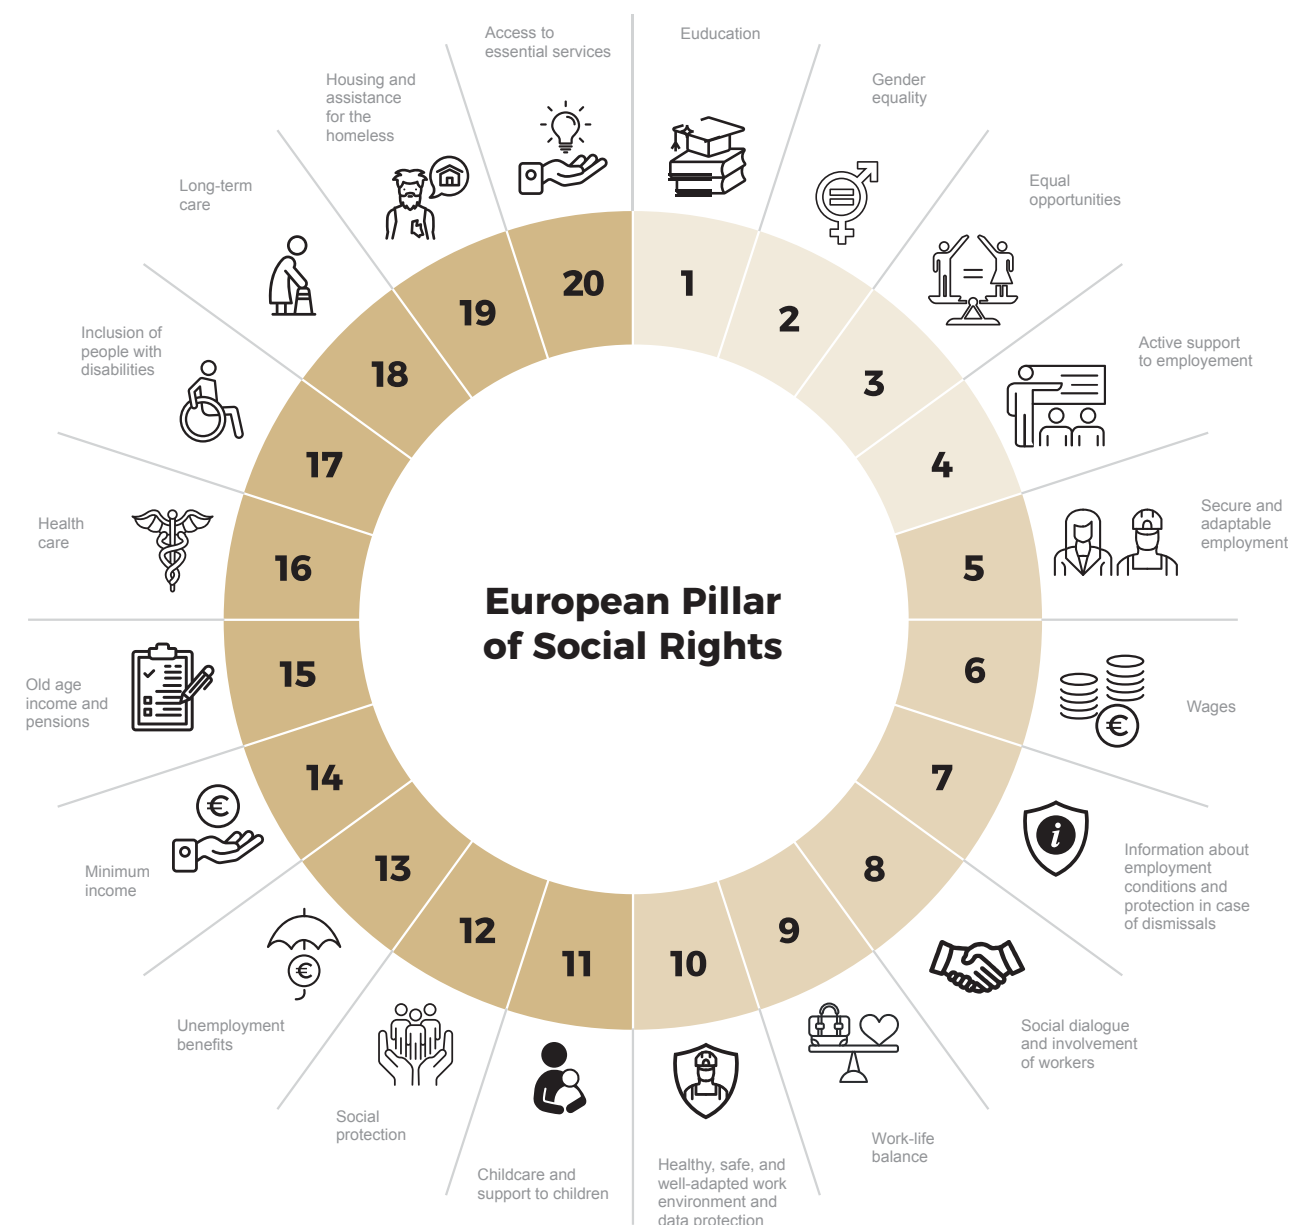 Access to
essential services
Euducation
Housing and
assistance
for the
homeless
Gender
equality
Long-term
care
Equal
opportunities
Inclusion of
people with
disabilities
Active support
to employement
Health
care
Secure and
adaptable
employment
Old age
income and
pensions
Wages
Minimum
income
Information about
employment
conditions and
protection in case
of dismissals
Unemployment
benefits
Social dialogue
and involvement
of workers
Social
protection
Work-life
balance
Childcare and
support to children
Healthy, safe, and
well-adapted work
environment and
data protection
European Pillar
of Social Rights
1
2
3
4
5
6
7
8
9
10
11
12
13
14
15
16
17
18
19
20
=
€
i
€
€